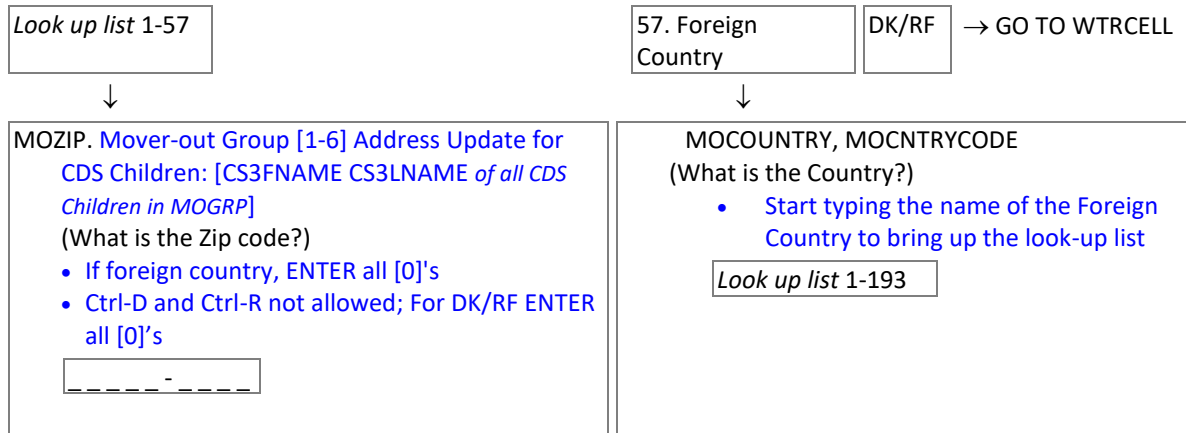 Look up list 1-57
57. Foreign
Country
DK/RF
→ GO TO WTRCELL
↓
↓
MOZIP. Mover-out Group [1-6] Address Update for
CDS Children: [CS3FNAME CS3LNAME of all CDS
Children in MOGRP]
(What is the Zip code?)
• If foreign country, ENTER all [0]'s
• Ctrl-D and Ctrl-R not allowed; For DK/RF ENTER
all [0]’s
_ _ _ _ _ - _ _ _ _
MOCOUNTRY, MOCNTRYCODE
(What is the Country?)
• Start typing the name of the Foreign
Country to bring up the look-up list
Look up list 1-193